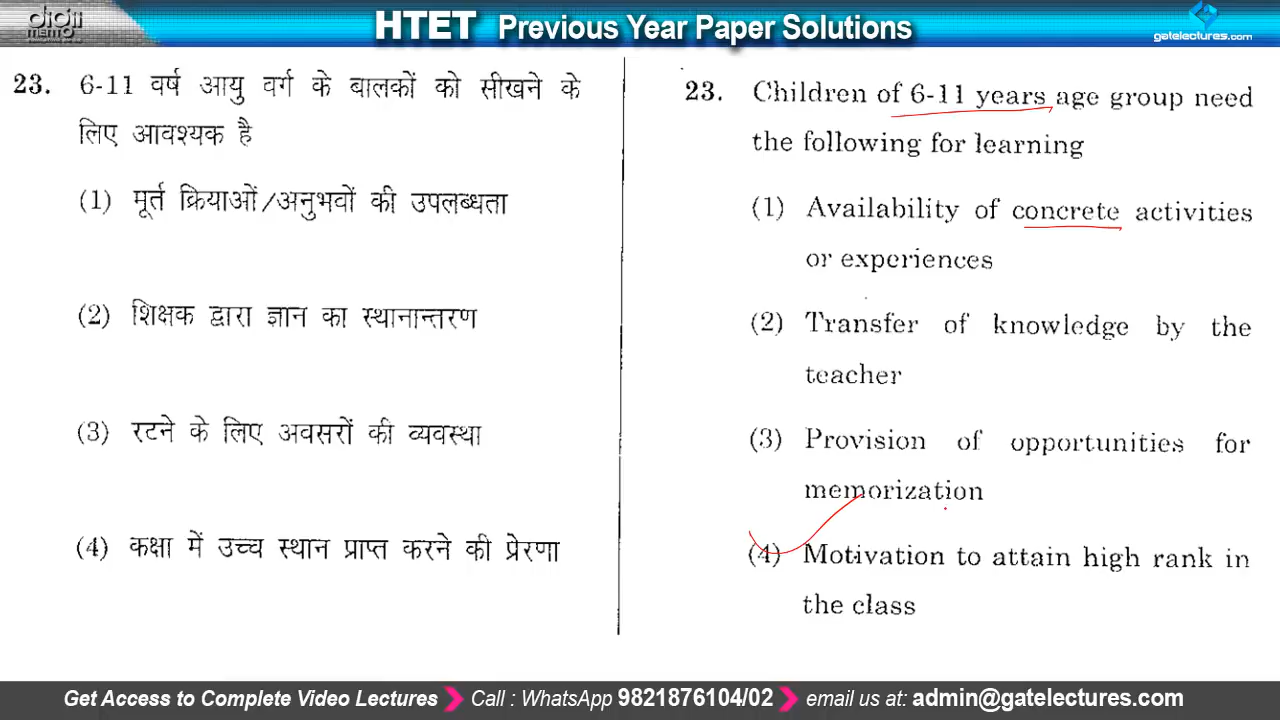 digii
mento
HTET Previous Year Paper Solutions
gatelectures.com
23. 6-11 वर्ष आयु वर्ग के बालकों को सीखने के
लिए आवश्यक है
(1) मूर्त क्रियाओं/अनुभवों की उपलब्धता
(2) शिक्षक द्वारा ज्ञान का स्थानान्तरण
(3) रटने के लिए अवसरों की व्यवस्था
(4) कक्षा में उच्च स्थान प्राप्त करने की प्रेरणा
23. Children of 6-11 years age group need
the following for learning
(1) Availability of concrete activities
or experiences
(2) Transfer of knowledge by the
teacher
(3) Provision of opportunities for
memorization
(4) Motivation to attain high rank in
the class
Get Access to Complete Video Lectures Call : WhatsApp 9821876104/02 email us at: admin@gatelectures.com